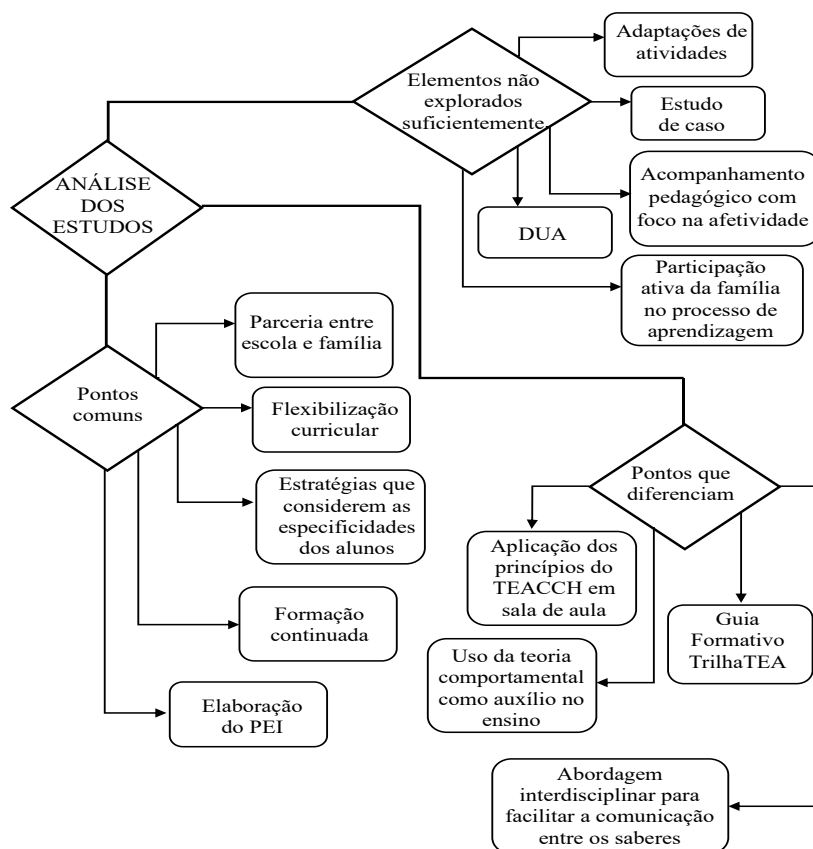 Adaptações de
atividades
Elementos não
explorados
suficientemente
Estudo
de caso
Acompanhamento
pedagógico com
foco na afetividade
DUA
Participação
ativa da família
no processo de
aprendizagem
ANÁLISE
DOS
ESTUDOS
Parceria entre
escola e família
Pontos
comuns
Flexibilização
curricular
Estratégias que
considerem as
especificidades
dos alunos
Formação
continuada
Elaboração
do PEI
Pontos que
diferenciam
Aplicação dos
princípios do
TEACCH em
sala de aula
Guia
Formativo
TrilhaTEA
Uso da teoria
comportamental
como auxílio no
ensino
Abordagem
interdisciplinar para
facilitar a comunicação
entre os saberes